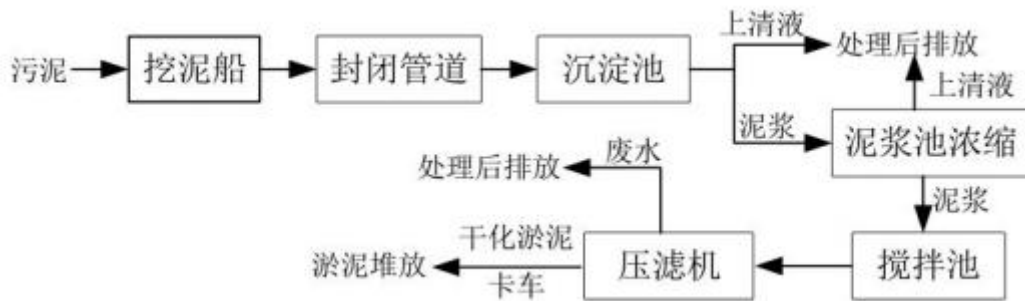 上清液
处理后排放
污泥
挖泥船
封闭管道
沉淀池
上清液
泥浆
泥浆池浓缩
废水
处理后排放
泥浆
干化淤泥
淤泥堆放
卡车
压滤机
搅拌池